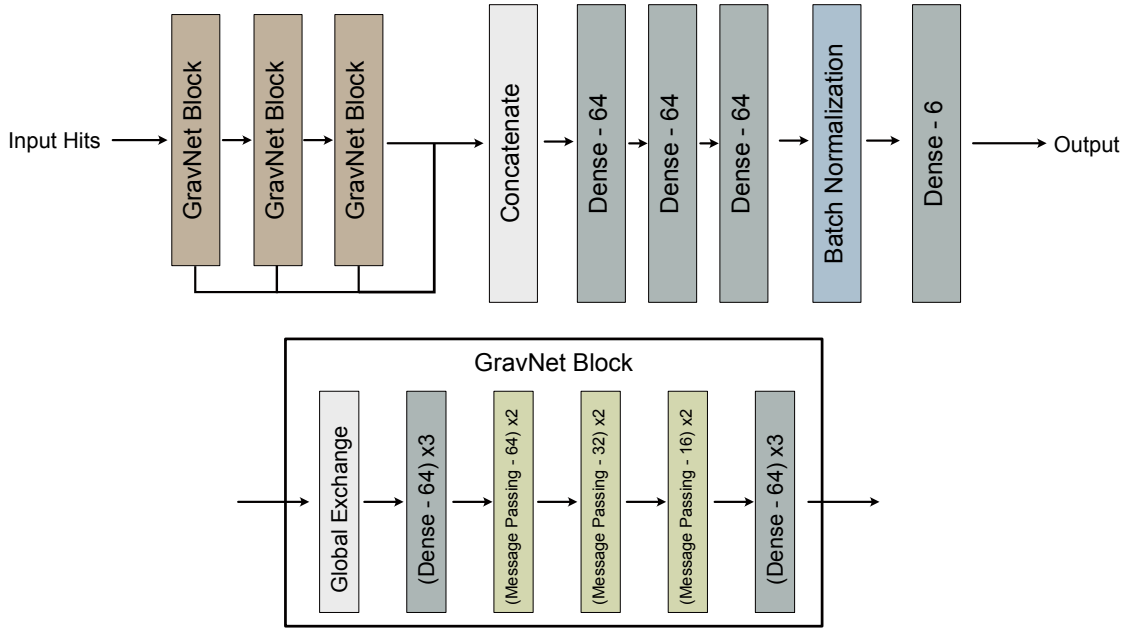 Input Hits
GravNet Block
GravNet Block
GravNet Block
Concatenate
Dense - 64
Dense - 64
Dense - 64
Batch Normalization
Dense - 6
Output
GravNet Block
Global Exchange
(Dense - 64) x3
(Message Passing - 64) x2
(Message Passing - 32) x2
(Message Passing - 16) x2
(Dense - 64) x3